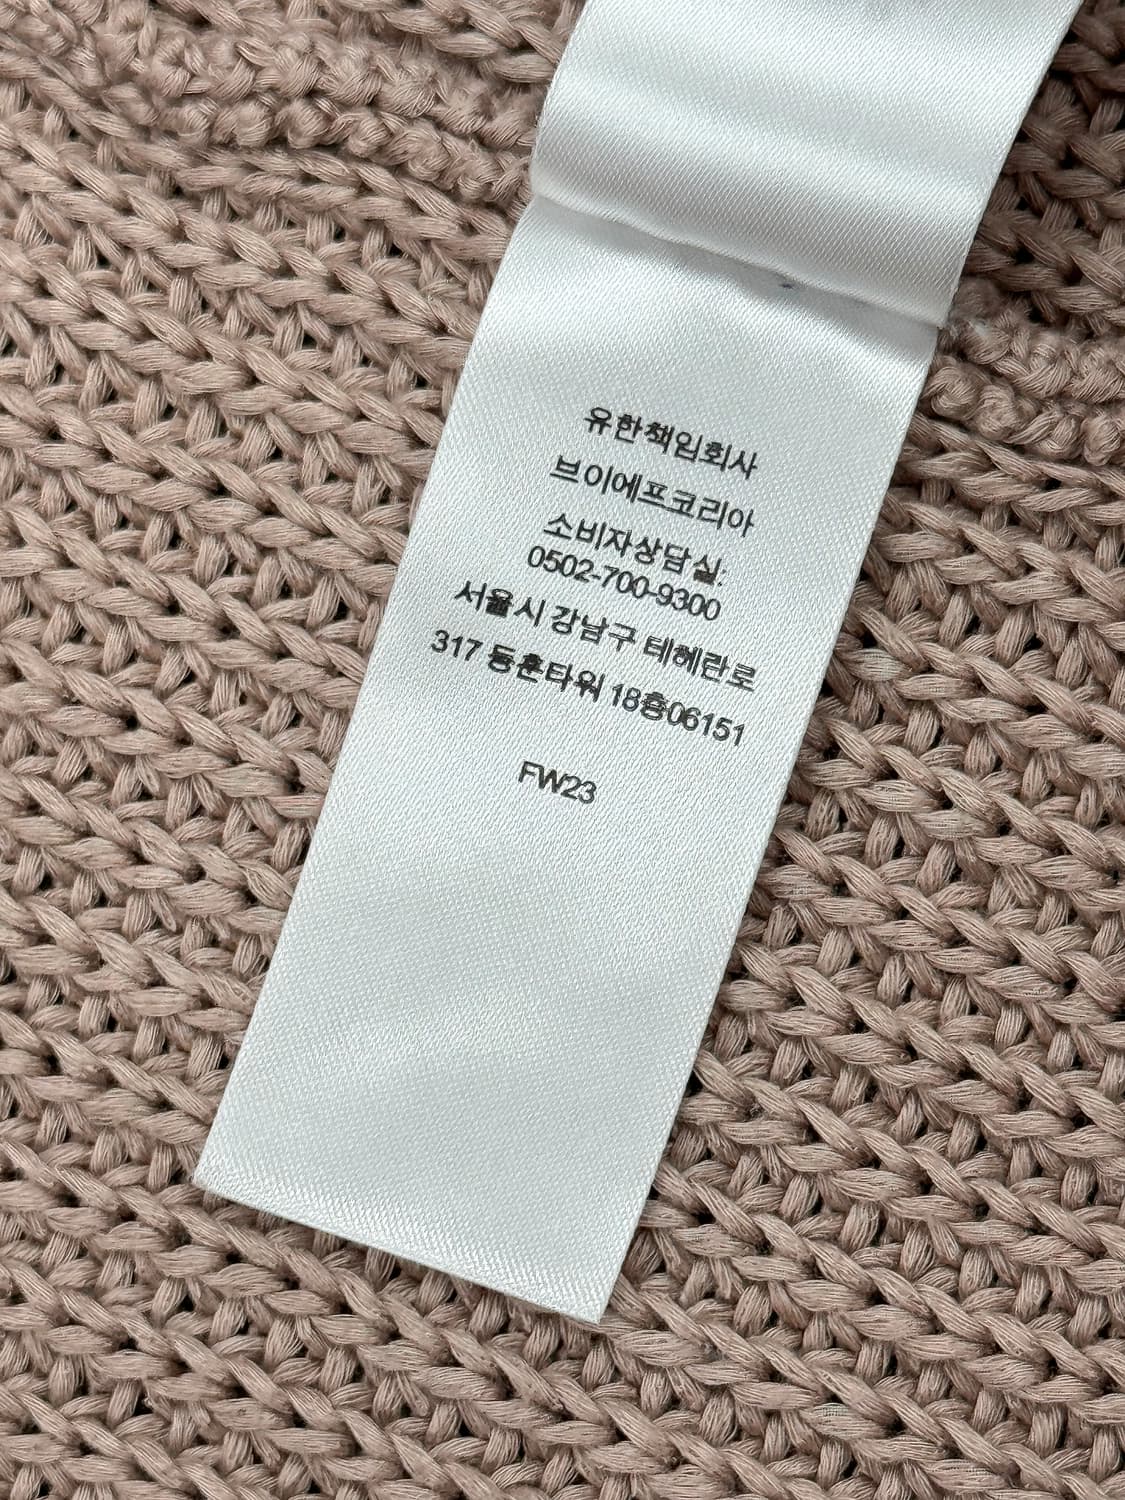 유한책임회사
브이에프코리아
소비자상담실:
0502-700-9300
서울시 강남구 테헤란로
317 동훈타워 18층06151
FW23